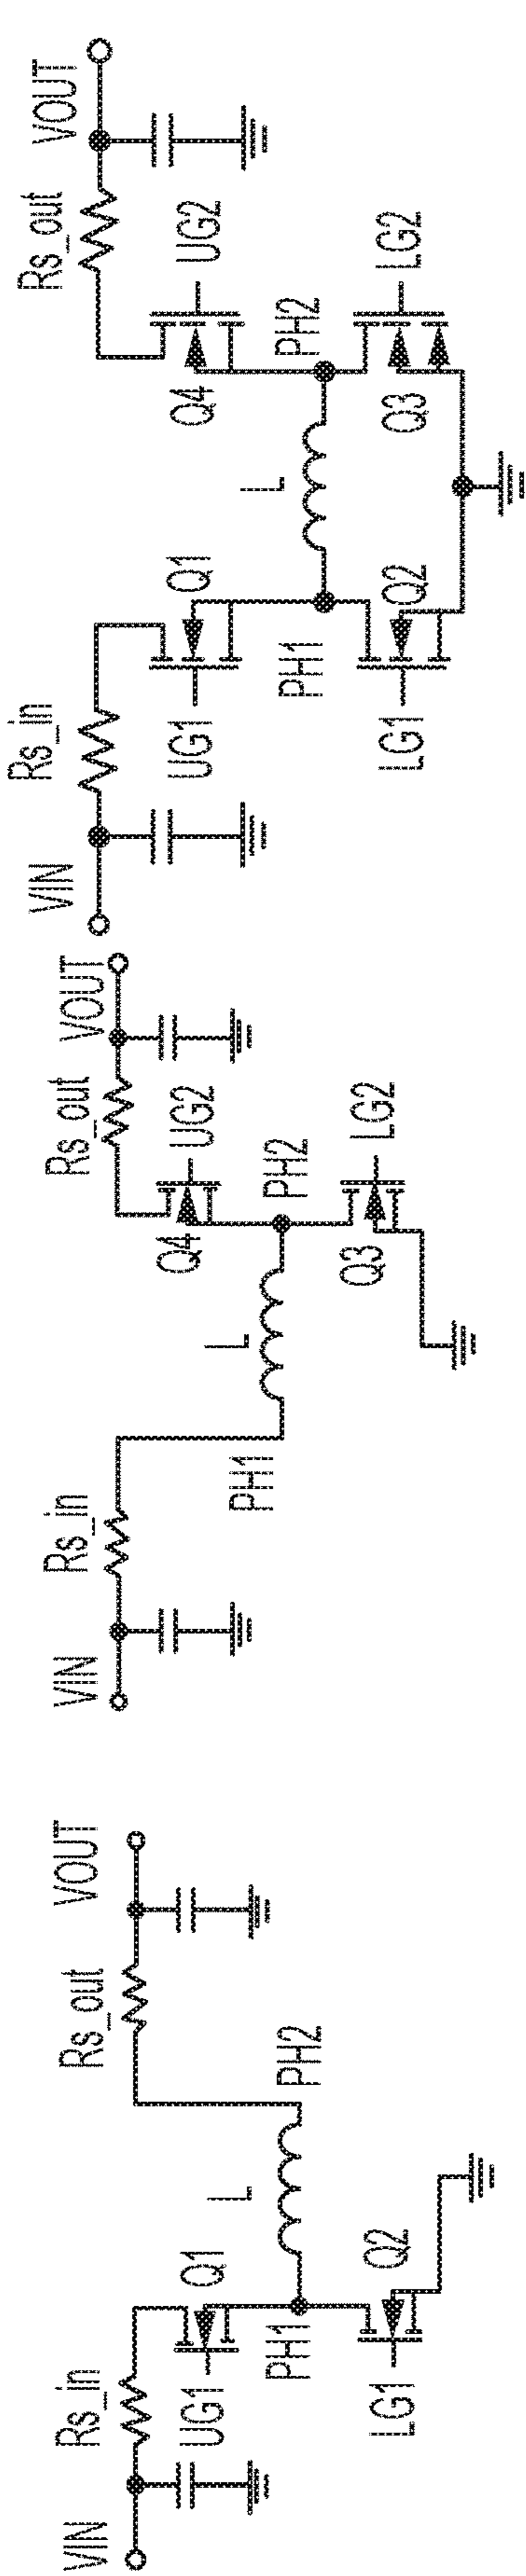 VIN
Rs_in
UG1
Q1
PH1
LG1
Q2
L
PH2
Rs_out
VOUT
VIN
Rs_in
PH1
L
Q4
UG2
PH2
Q3
LG2
Rs_out
VOUT
VIN
Rs_in
UG1
Q1
PH1
LG1
Q2
L
Q4
UG2
PH2
Q3
LG2
Rs_out
VOUT